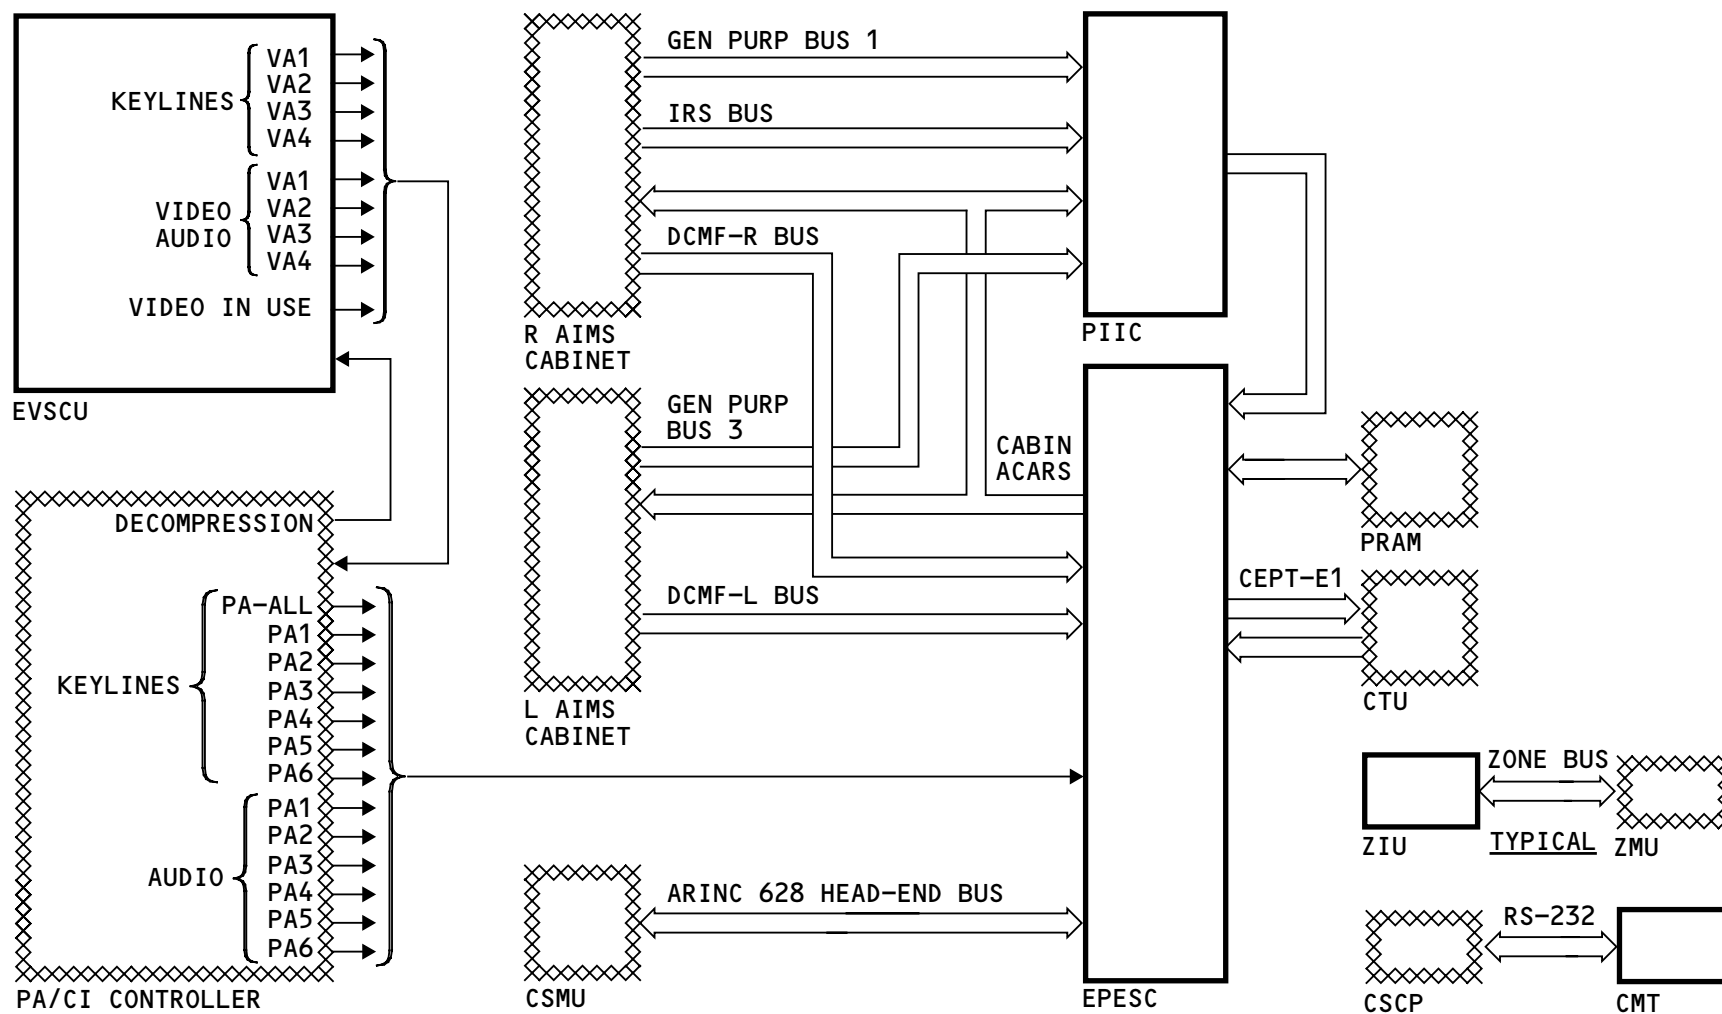 VA1
VA2
KEYLINES
VA3
VA4
VA1
VIDEO
AUDIO
VA2
VA3
VA4
VIDEO IN USE
EVSCU
DECOMPRESSION
PA-ALL
PA1
PA2
KEYLINES
PA3
PA4
PA5
PA6
PA1
PA2
AUDIO
PA3
PA4
PA5
PA6
PA/CI CONTROLLER
GEN PURP BUS 1
IRS BUS
DCMF-R BUS
R AIMS
CABINET
GEN PURP
BUS 3
CABIN
ACARS
DCMF-L BUS
L AIMS
CABINET
ARINC 628 HEAD-END BUS
CSMU
PIIC
EPESC
PRAM
CEPT-E1
CTU
ZONE BUS
ZIU
TYPICAL
ZMU
RS-232
CSCP
CMT